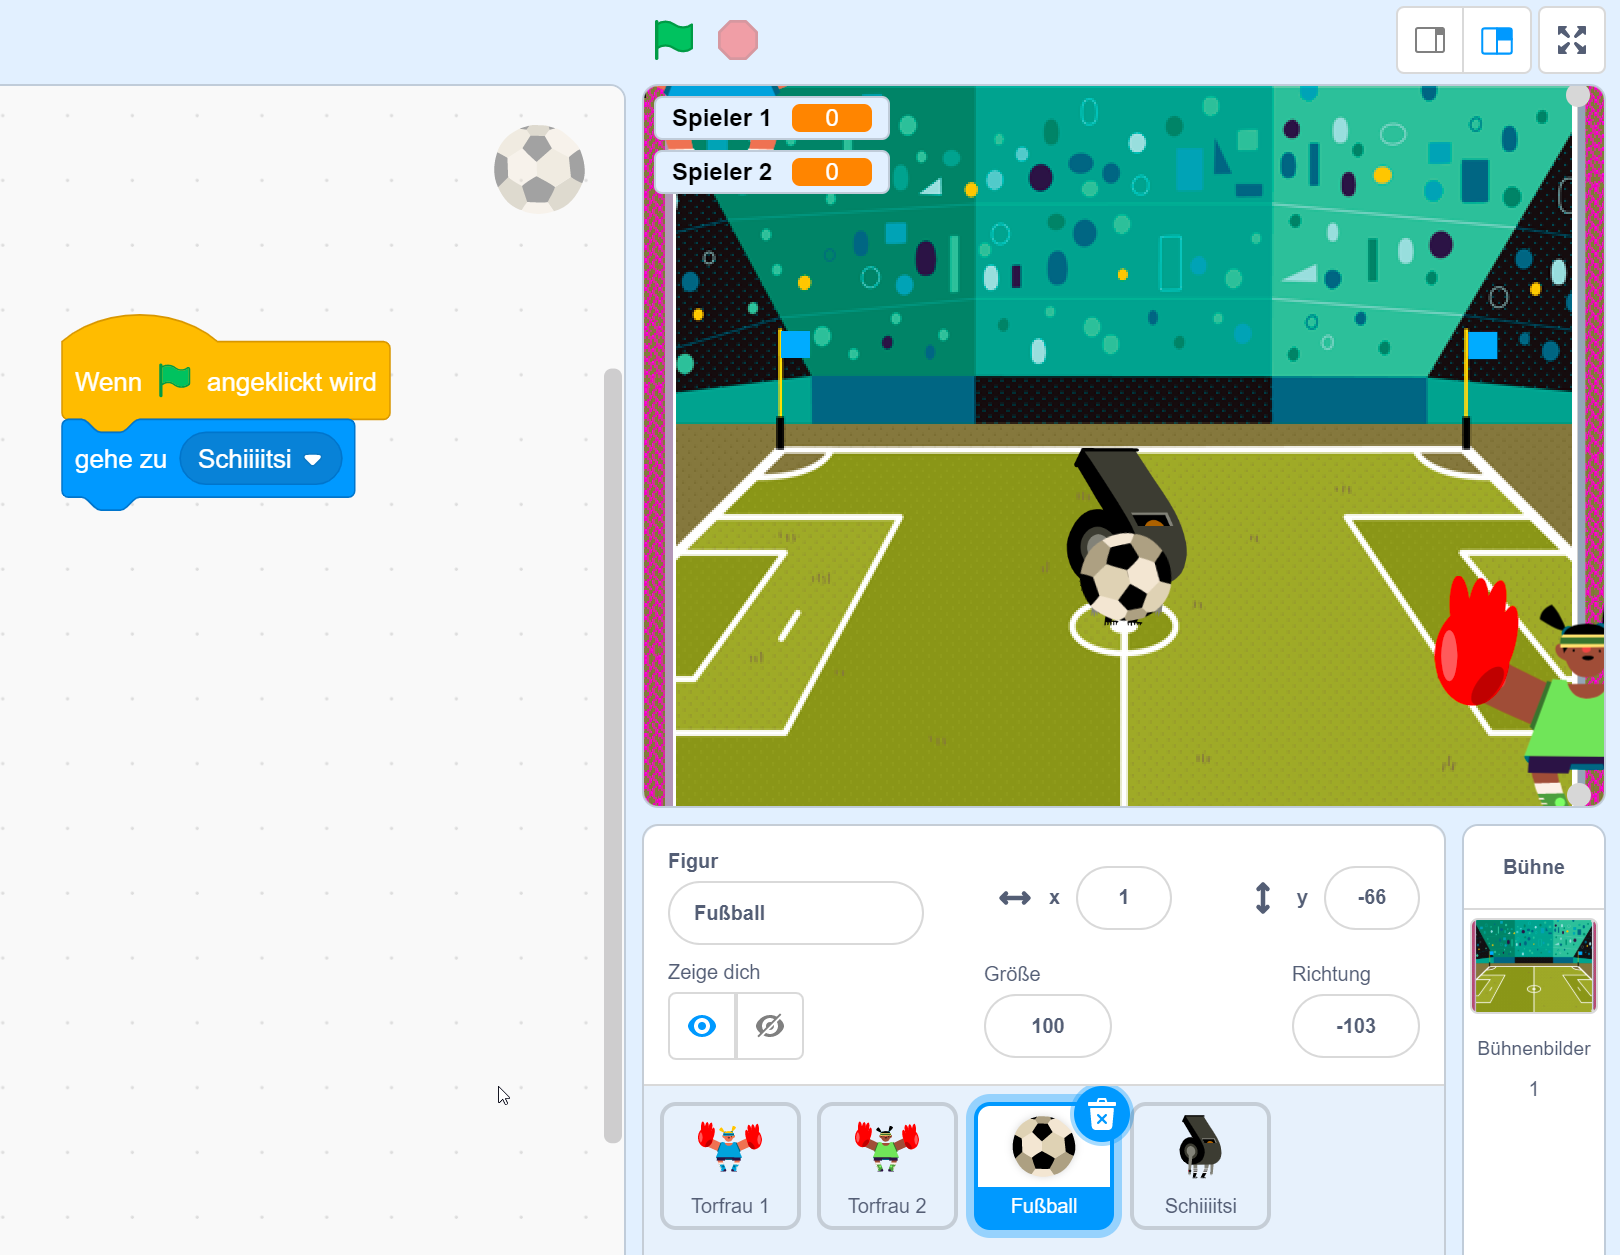 Spieler 1 0
Spieler 2 0
Wenn angeklickt wird
gehe zu Schiiiitsi
Figur
Fußball
x 1
y -66
Zeige dich
Größe
100
Richtung
-103
Bühne
Bühnenbilder
1
Torfrau 1
Torfrau 2
Fußball
Schiiiitsi